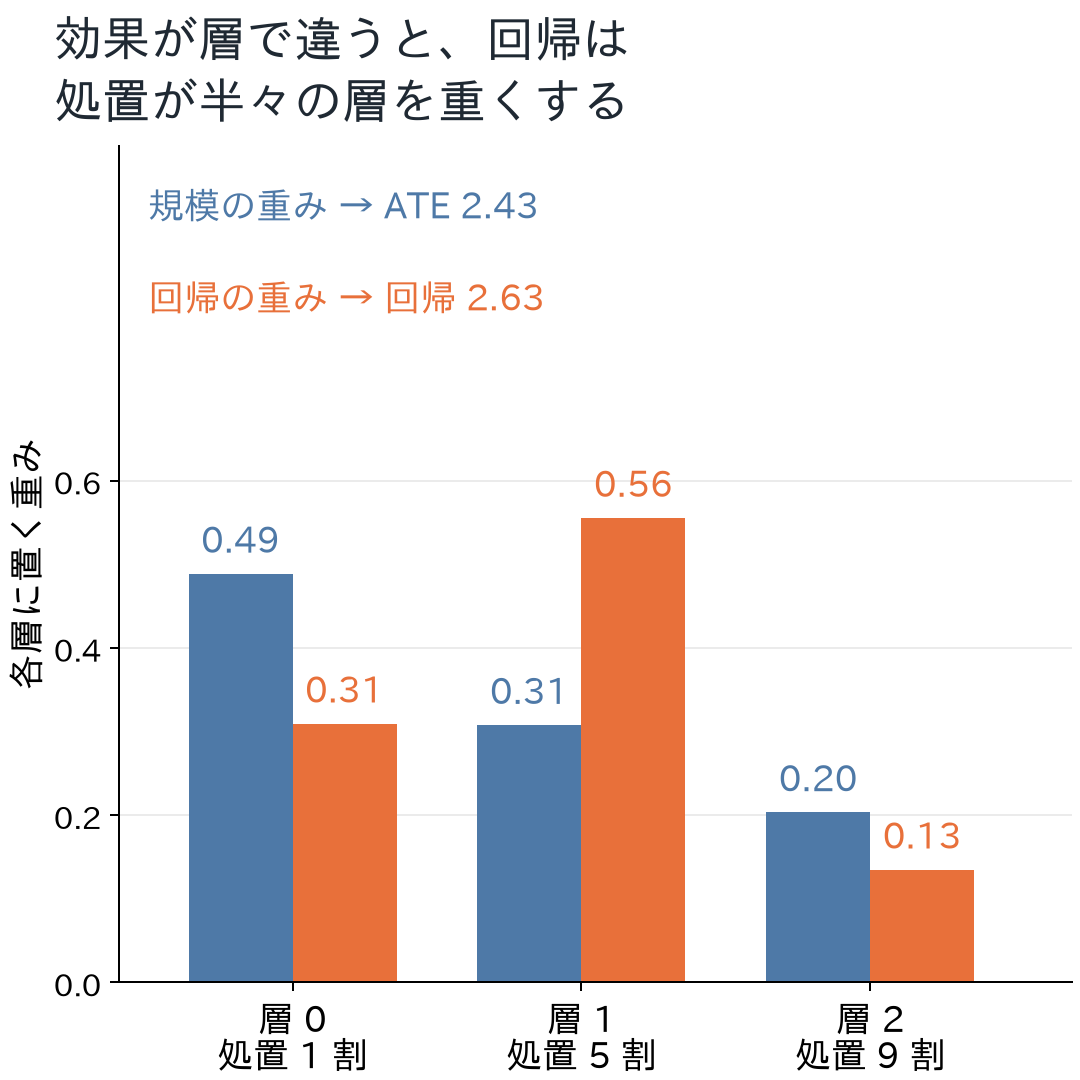 効果が層で違うと、回帰は
処置が半々の層を重くする
規模の重み → ATE 2.43
回帰の重み → 回帰 2.63
各層に置く重み
0.6
0.4
0.2
0.0
0.49
0.31
0.31
0.56
0.20
0.13
層 0
処置 1 割
層 1
処置 5 割
層 2
処置 9 割